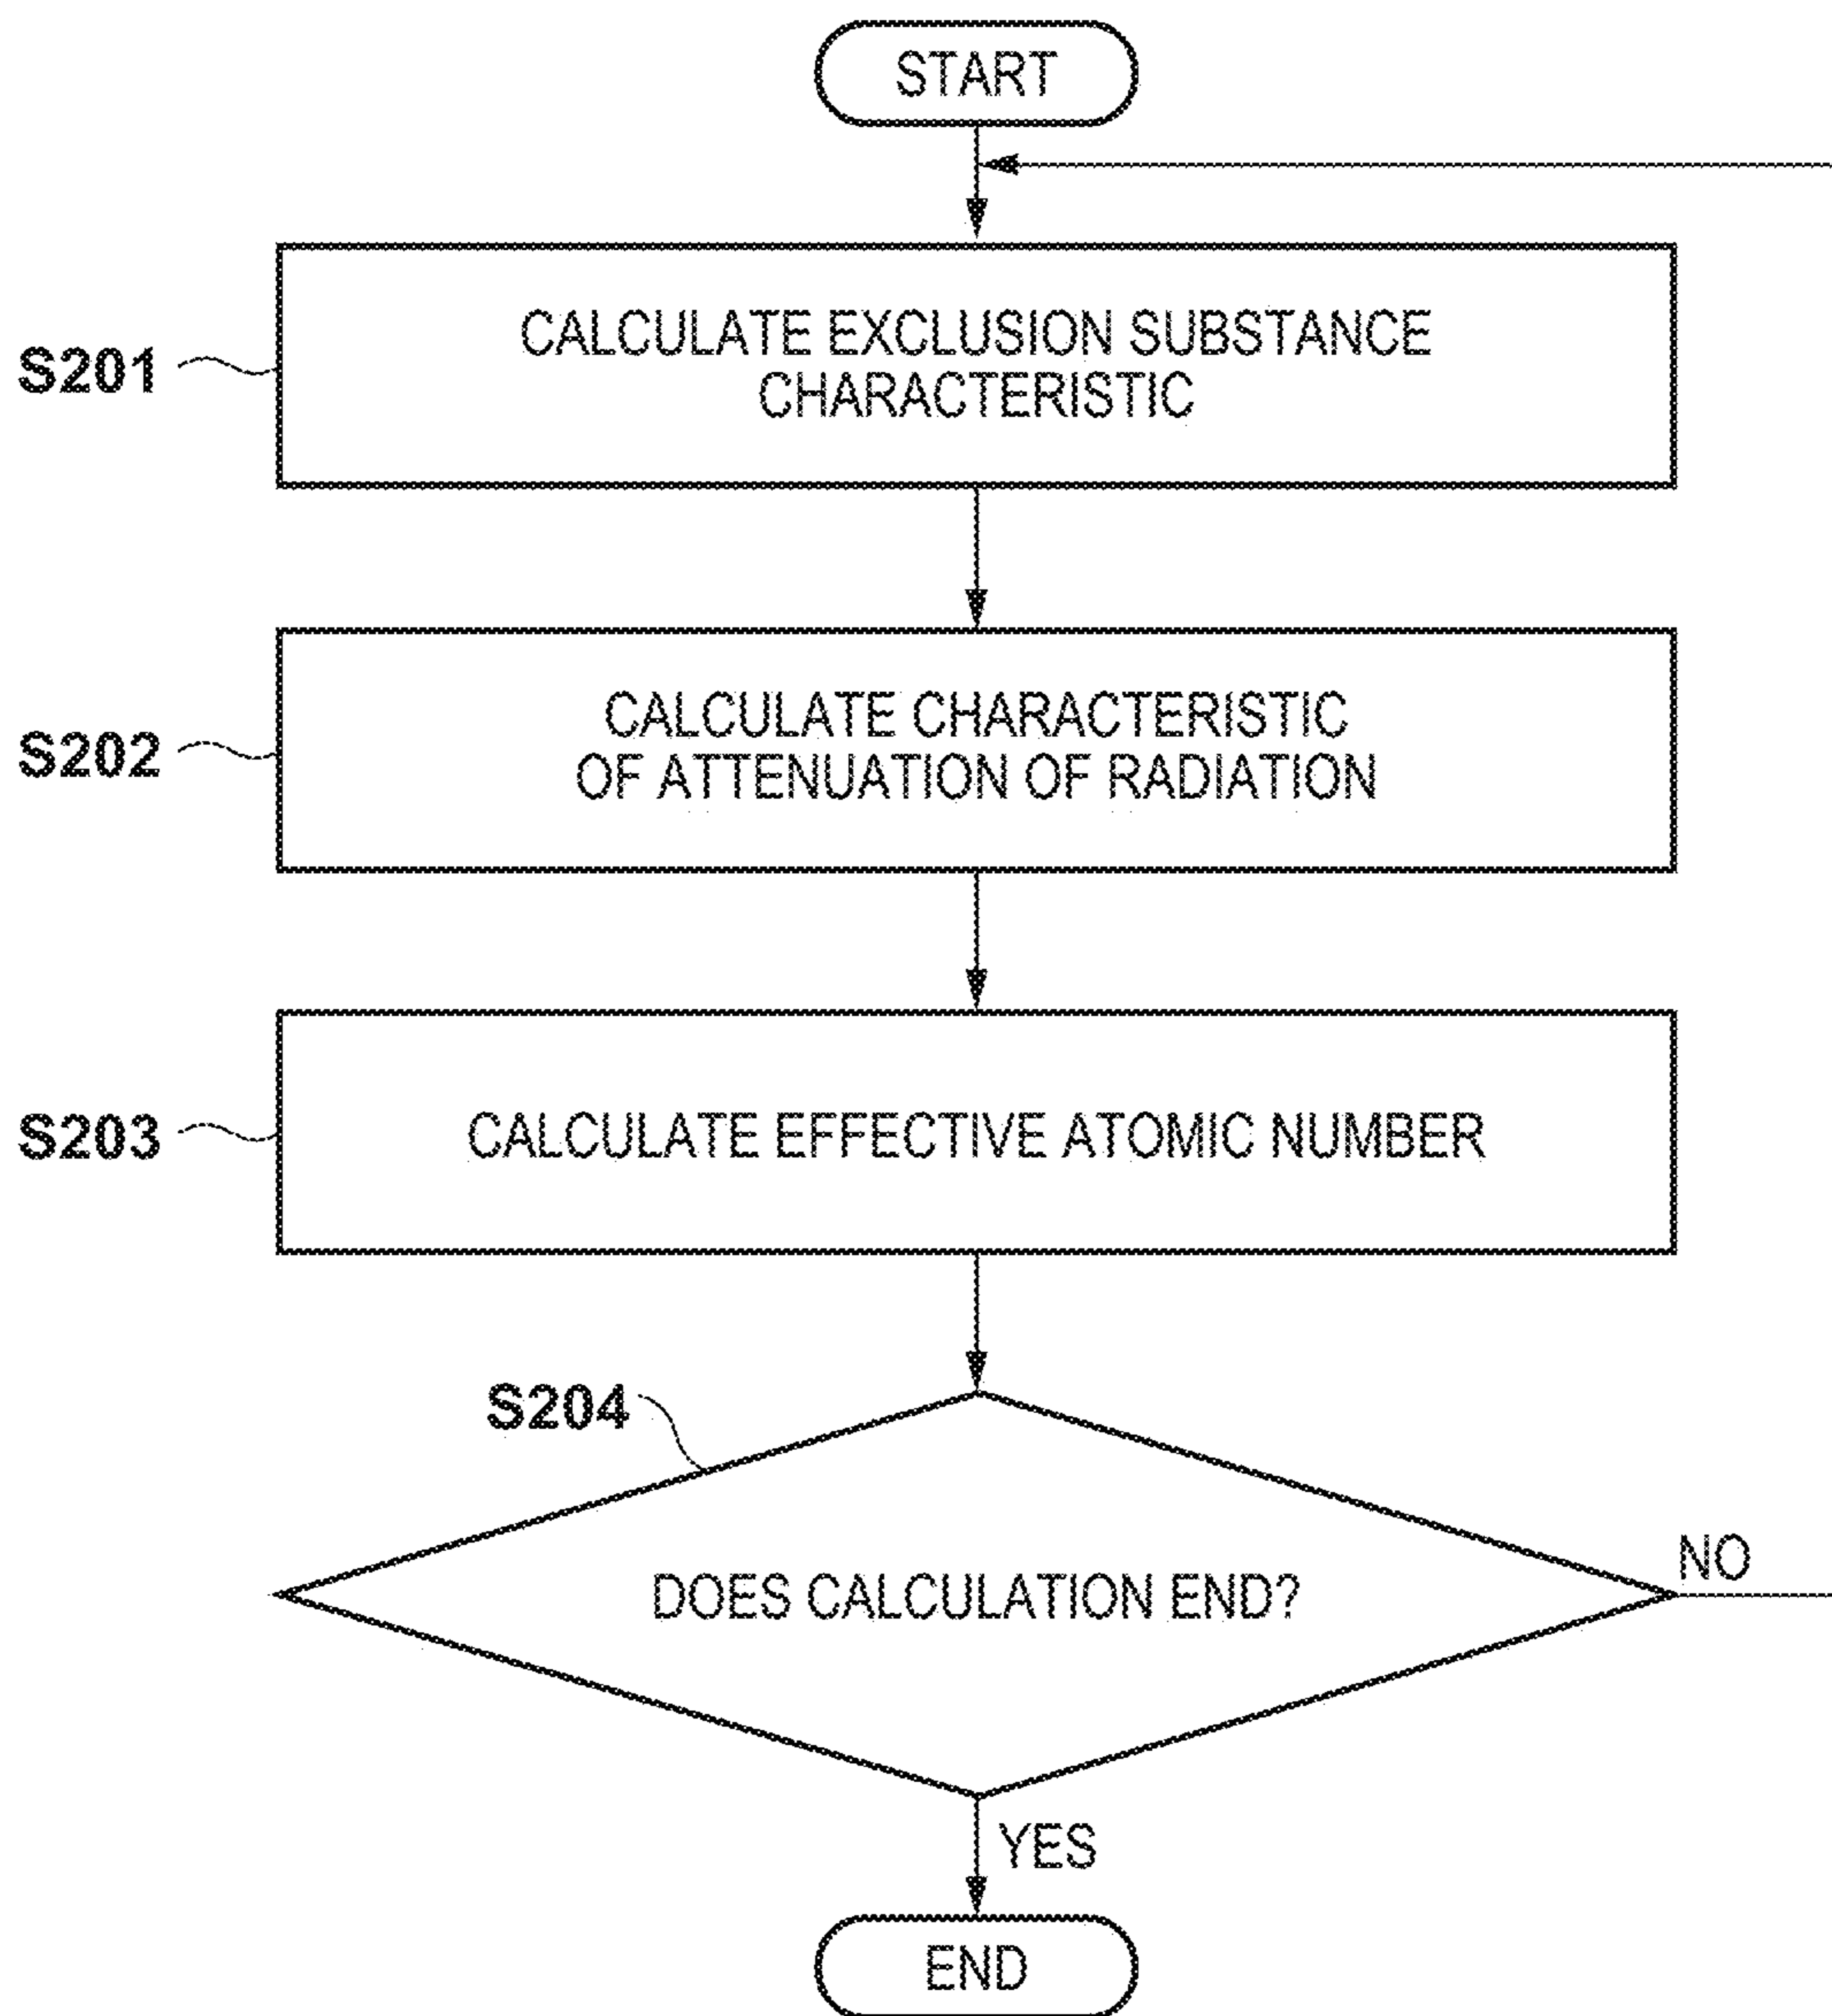 START
S201
CALCULATE EXCLUSION SUBSTANCE
CHARACTERISTIC
S202
CALCULATE CHARACTERISTIC
OF ATTENUATION OF RADIATION
S203
CALCULATE EFFECTIVE ATOMIC NUMBER
S204
DOES CALCULATION END?
NO
YES
END